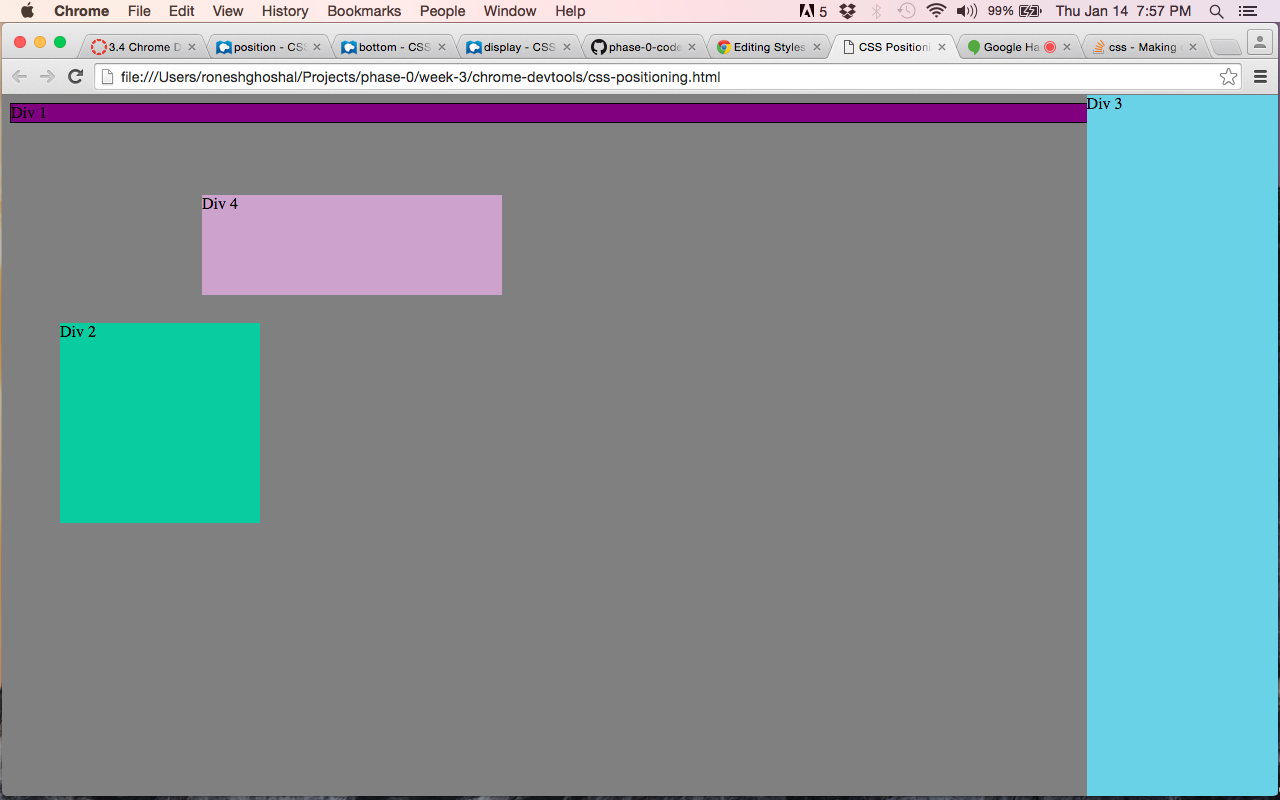 Chrome File Edit View History Bookmarks People Window Help 5 99% Thu Jan 14 7:57 PM
3.4 Chrome D position - CSS bottom - CSS display - CSS phase-0-code Editing Styles CSS Positioni Google Ha css - Making
file:///Users/roneshghoshal/Projects/phase-0/week-3/chrome-devtools/css-positioning.html
Div 1
Div 3
Div 4
Div 2